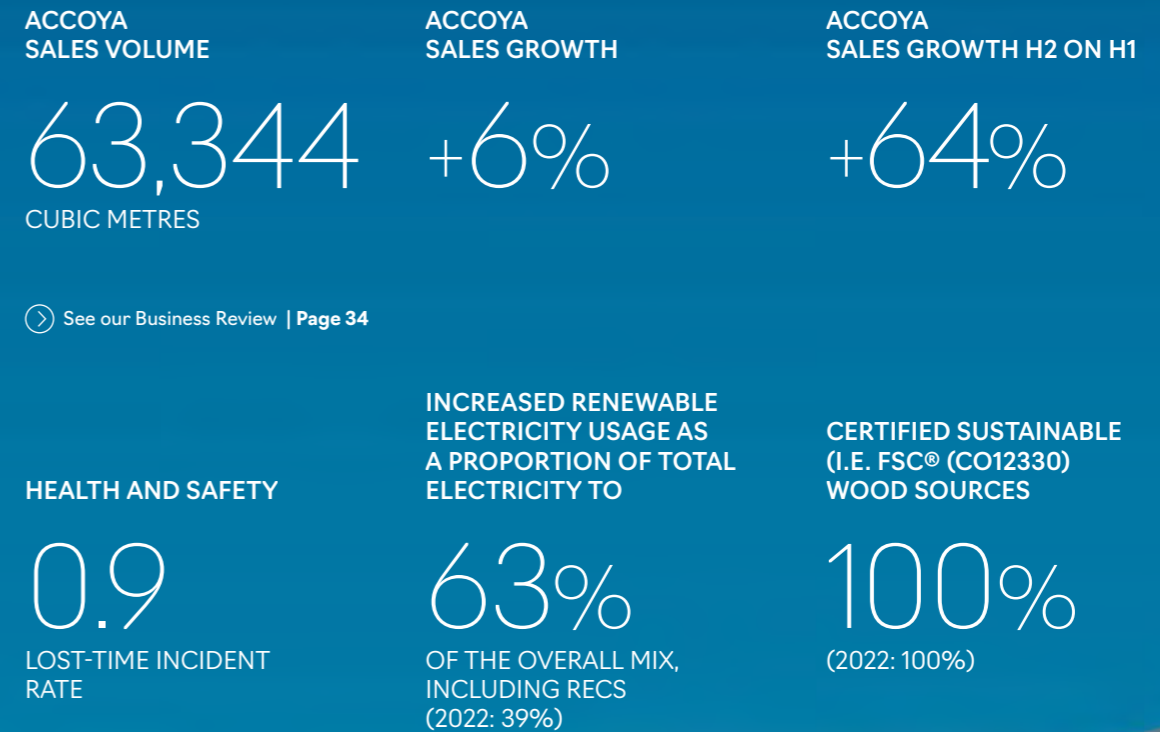 ACCOYA
SALES VOLUME
63,344
CUBIC METRES
ACCOYA
SALES GROWTH
+6%
ACCOYA
SALES GROWTH H2 ON H1
+64%
See our Business Review | Page 34
HEALTH AND SAFETY
0.9
LOST-TIME INCIDENT
RATE
INCREASED RENEWABLE
ELECTRICITY USAGE AS
A PROPORTION OF TOTAL
ELECTRICITY TO
63%
OF THE OVERALL MIX,
INCLUDING RECS
(2022: 39%)
CERTIFIED SUSTAINABLE
(I.E. FSC® (CO12330)
WOOD SOURCES
100%
(2022: 100%)